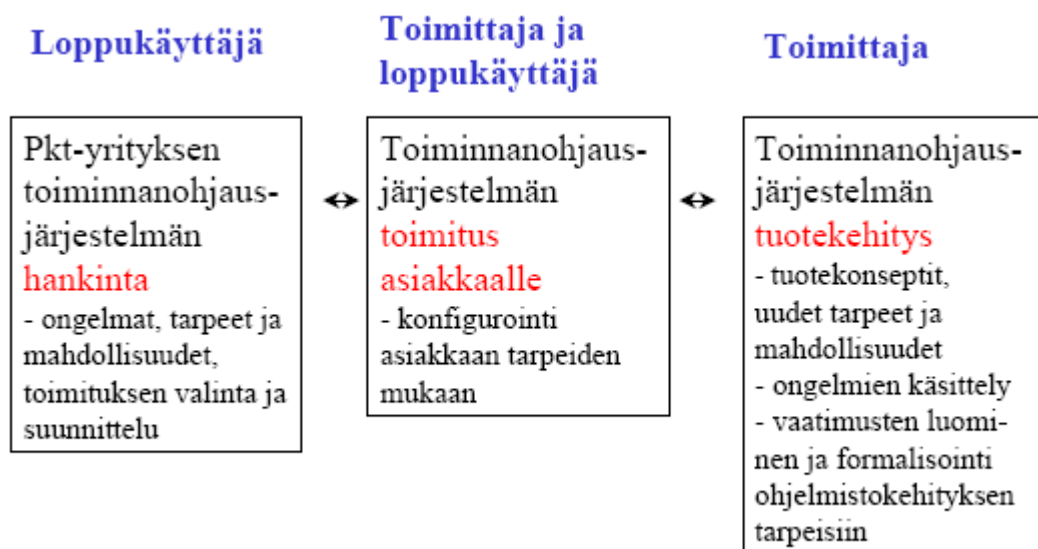 Loppukäyttäjä
Toimittaja ja
loppukäyttäjä
Toimittaja
Pkt-yrityksen
toiminnanohjaus-
järjestelmän
hankinta
- ongelmat, tarpeet ja
mahdollisuudet,
toimituksen valinta ja
suunnittelu
Toiminnanohjaus-
järjestelmän
toimitus
asiakkaalle
- konfigurointi
asiakkaan tarpeiden
mukaan
Toiminnanohjaus-
järjestelmän
tuotekehitys
- tuotekonseptit,
uudet tarpeet ja
mahdollisuudet
- ongelmien käsittely
- vaatimusten luomi-
nen ja formalisointi
ohjelmistokehityksen
tarpeisiin